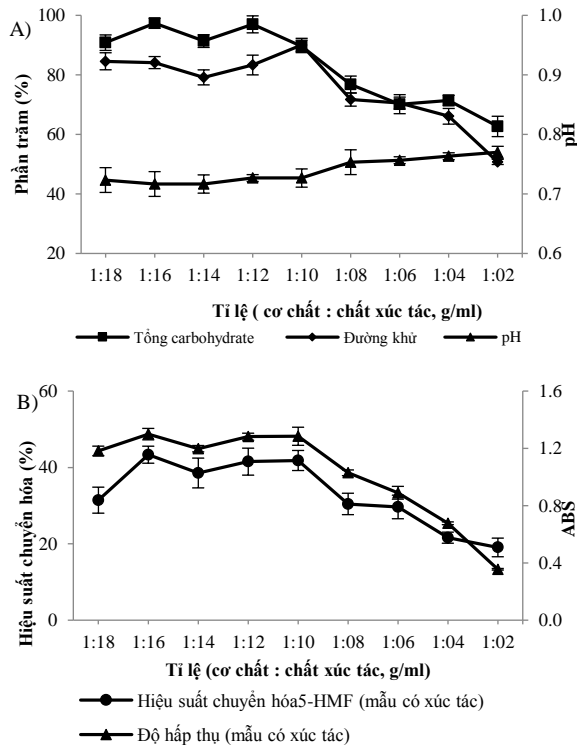 A)
Phần trăm (%)
100
80
60
40
20
1.0
0.9
0.8
0.7
0.6
pH
1:18 1:16 1:14 1:12 1:10 1:08 1:06 1:04 1:02
Tỉ lệ ( cơ chất : chất xúc tác, g/ml)
Tổng carbohydrate Đường khử pH
B)
Hiệu suất chuyển hóa (%)
60
40
20
0
1.6
1.2
0.8
0.4
0.0
ABS
1:18 1:16 1:14 1:12 1:10 1:08 1:06 1:04 1:02
Tỉ lệ (cơ chất : chất xúc tác, g/ml)
Hiệu suất chuyển hóa5-HMF (mẫu có xúc tác)
Độ hấp thụ (mẫu có xúc tác)